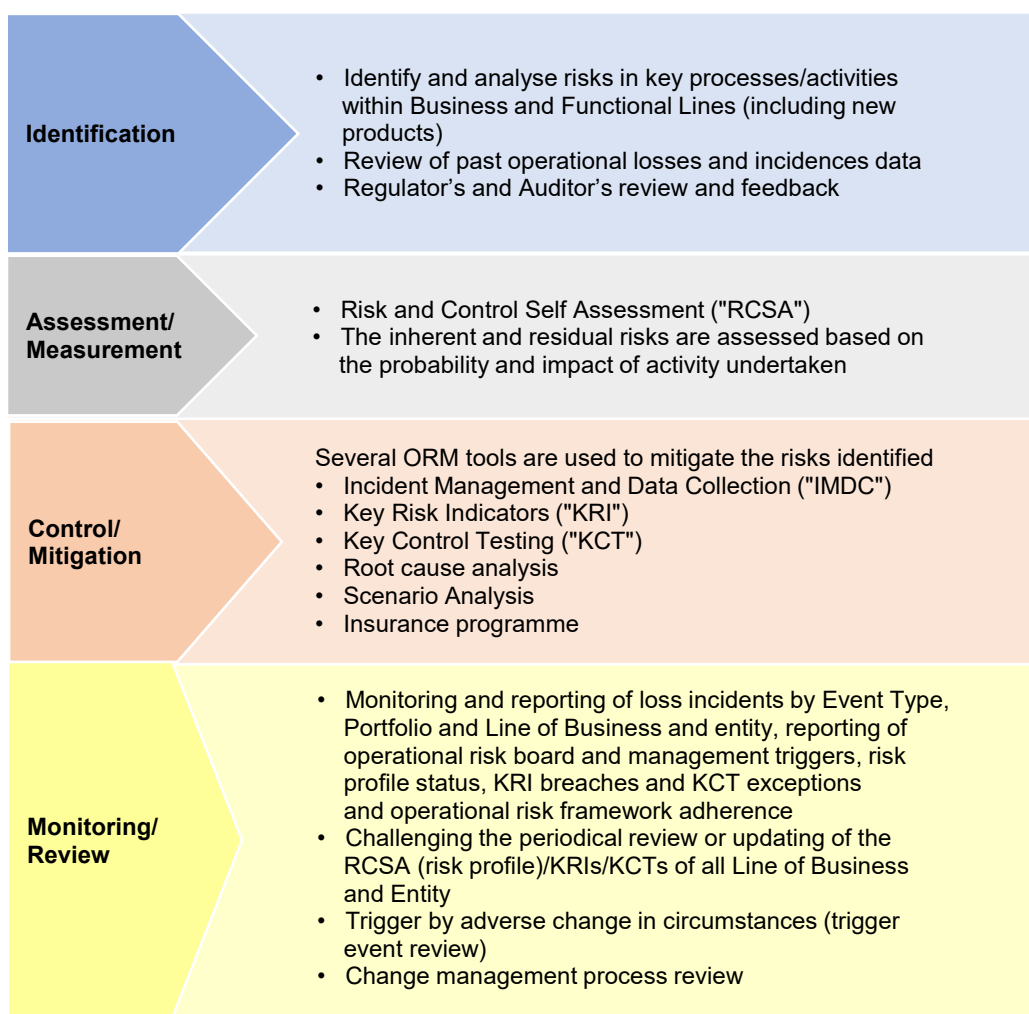 Identification
• Identify and analyse risks in key processes/activities
within Business and Functional Lines (including new
products)
• Review of past operational losses and incidences data
• Regulator's and Auditor's review and feedback
Assessment/
Measurement
• Risk and Control Self Assessment ("RCSA")
• The inherent and residual risks are assessed based on
the probability and impact of activity undertaken
Control/
Mitigation
Several ORM tools are used to mitigate the risks identified
• Incident Management and Data Collection ("IMDC")
• Key Risk Indicators ("KRI")
• Key Control Testing ("KCT")
• Root cause analysis
• Scenario Analysis
• Insurance programme
Monitoring/
Review
• Monitoring and reporting of loss incidents by Event Type,
Portfolio and Line of Business and entity, reporting of
operational risk board and management triggers, risk
profile status, KRI breaches and KCT exceptions
and operational risk framework adherence
• Challenging the periodical review or updating of the
RCSA (risk profile)/KRIs/KCTs of all Line of Business
and Entity
• Trigger by adverse change in circumstances (trigger
event review)
• Change management process review